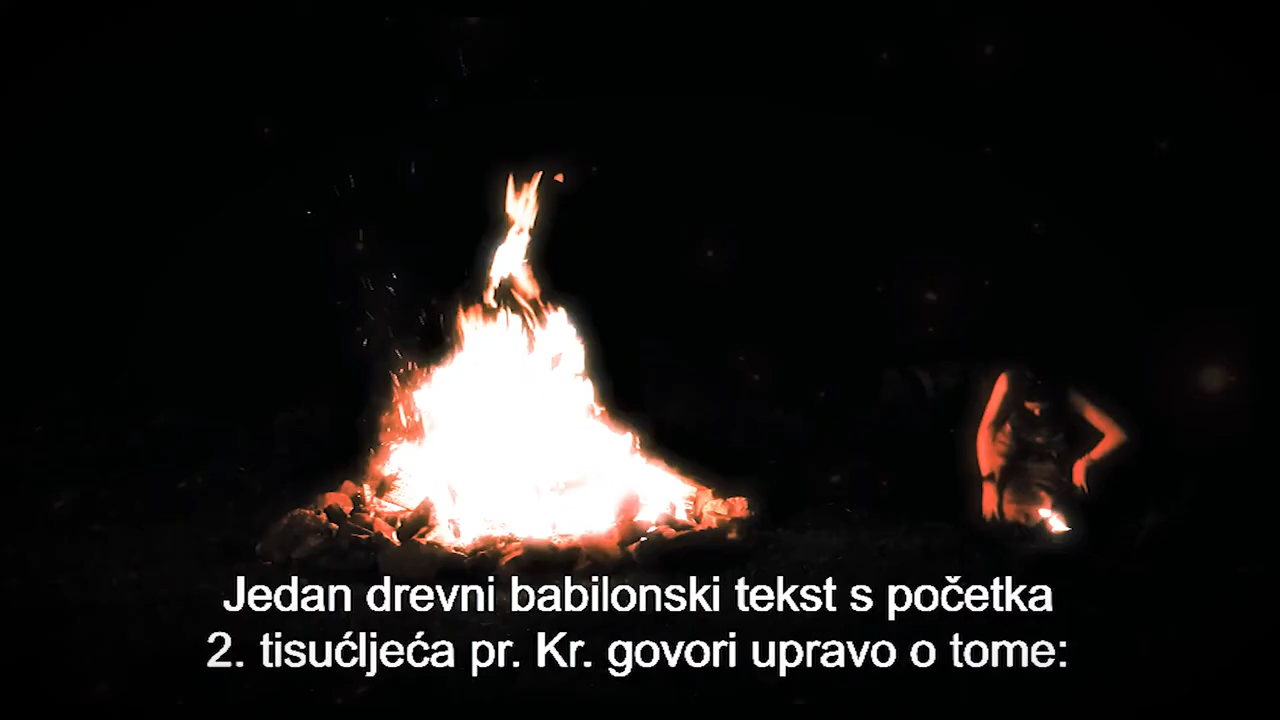 Jedan drevni babilonski tekst s početka
2. tisućljeća pr. Kr. govori upravo o tome: